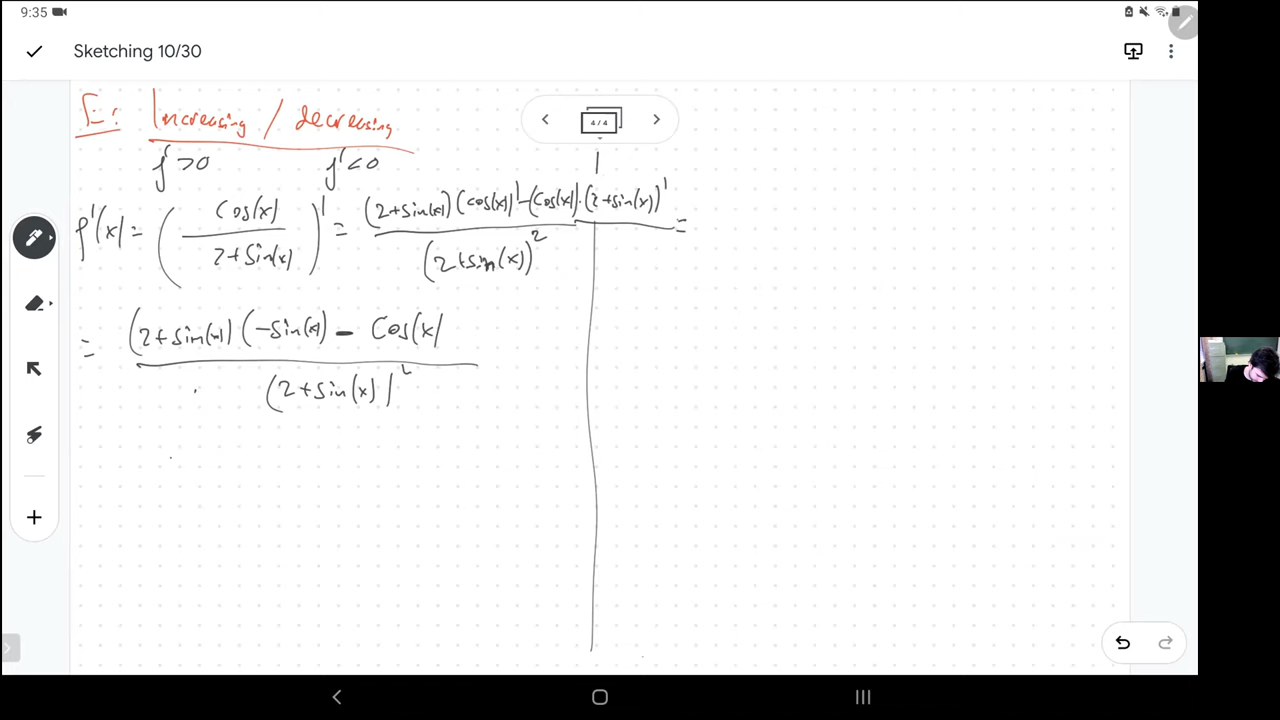 9:35
Sketching 10/30
E: Increasing / decreasing
4/4
f' >0 f' <0
f'(x) = ( cos(x) / 2+sin(x) )' = (2+sin(x)) (cos(x))' - (cos(x)) · (2+sin(x))' / (2+sin(x))^2 =
= (2+sin(x)) (-sin(x)) - Cos(x) / (2+sin(x))^2